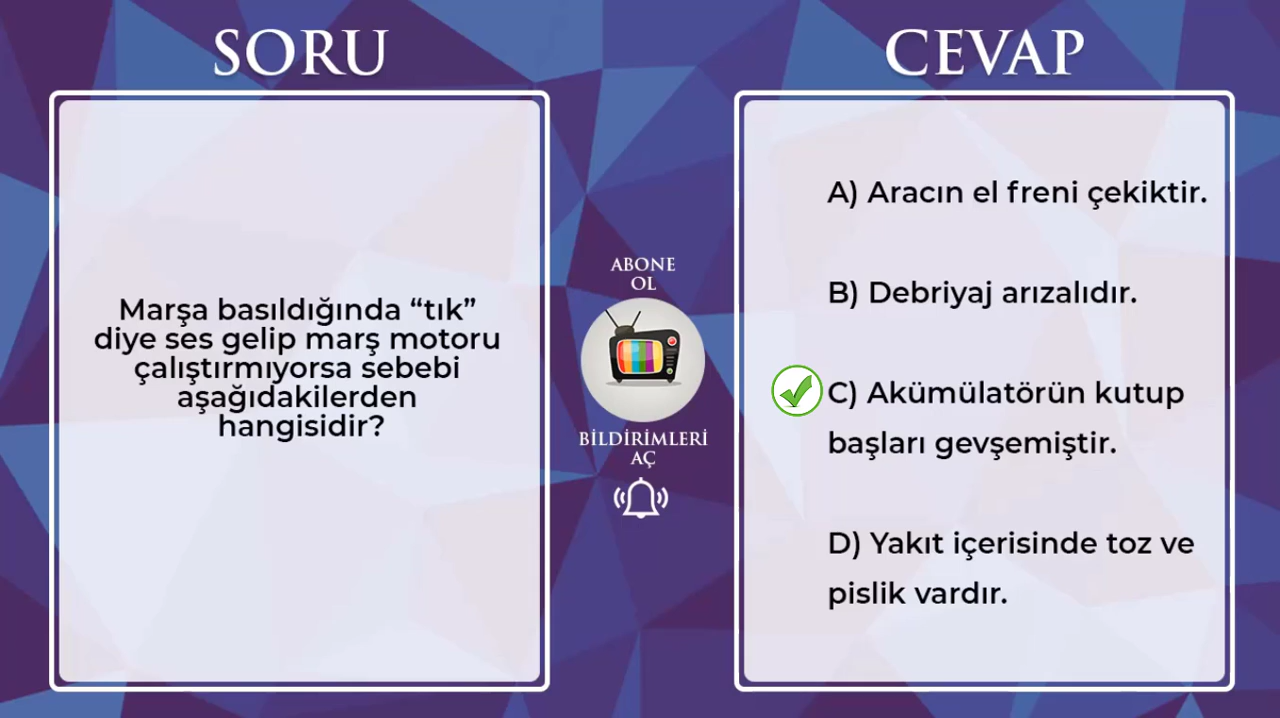 SORU
Marşa basıldığında “tık”
diye ses gelip marş motoru
çalıştırmıyorsa sebebi
aşağıdakilerden
hangisidir?
ABONE
OL
BİLDİRİMLERİ
AÇ
CEVAP
A) Aracın el freni çekiktir.
B) Debriyaj arızalıdır.
C) Akümülatörün kutup
başları gevşemiştir.
D) Yakıt içerisinde toz ve
pislik vardır.